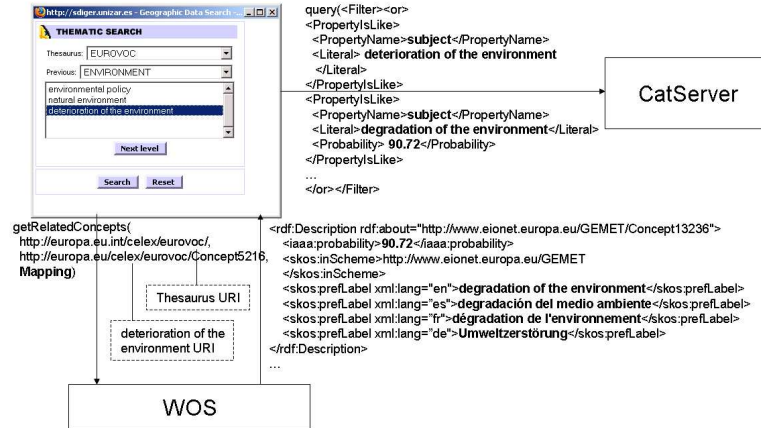 http://sdiger.unizar.es - Geographic Data Search -...
THEMATIC SEARCH
Thesaurus: EUROVOC
Previous: ENVIRONMENT
environmental policy
natural environment
deterioration of the environment
Next level
Search Reset
query(<Filter><or>
<PropertyIsLike>
<PropertyName>subject</PropertyName>
<Literal> deterioration of the environment
</Literal>
</PropertyIsLike>
<PropertyIsLike>
<PropertyName>subject</PropertyName>
<Literal>degradation of the environment</Literal>
<Probability> 90.72</Probability>
</PropertyIsLike>
...
</or></Filter>
CatServer
getRelatedConcepts(
http://europa.eu.int/celex/eurovoc/,
http://europa.eu/celex/eurovoc/Concept5216,
Mapping)
Thesaurus URI
deterioration of the
environment URI
<rdf:Description rdf:about="http://www.eionet.europa.eu/GEMET/Concept13236">
<iaaa:probability>90.72</iaaa:probability>
<skos:inScheme>http://www.eionet.europa.eu/GEMET
</skos:inScheme>
<skos:prefLabel xml:lang="en">degradation of the environment</skos:prefLabel>
<skos:prefLabel xml:lang="es">degradación del medio ambiente</skos:prefLabel>
<skos:prefLabel xml:lang="fr">dégradation de l'environnement</skos:prefLabel>
<skos:prefLabel xml:lang="de">Umweltzerstörung</skos:prefLabel>
</rdf:Description>
...
WOS